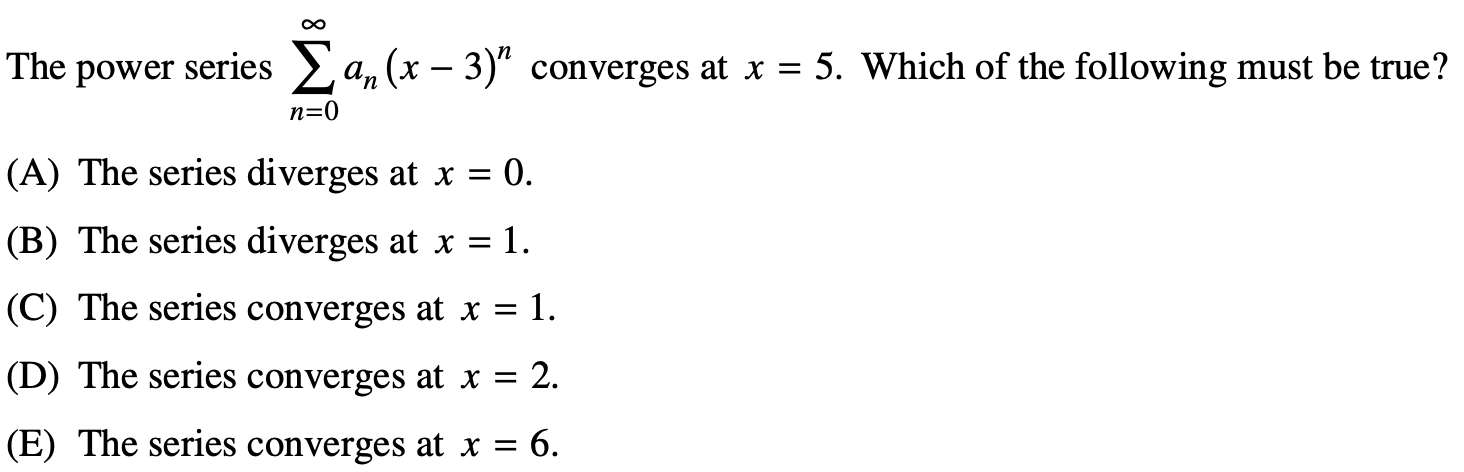 The power series $\sum_{n=0}^{\infty} a_n (x - 3)^n$ converges at $x = 5$. Which of the following must be true?
(A) The series diverges at $x = 0$.
(B) The series diverges at $x = 1$.
(C) The series converges at $x = 1$.
(D) The series converges at $x = 2$.
(E) The series converges at $x = 6$.